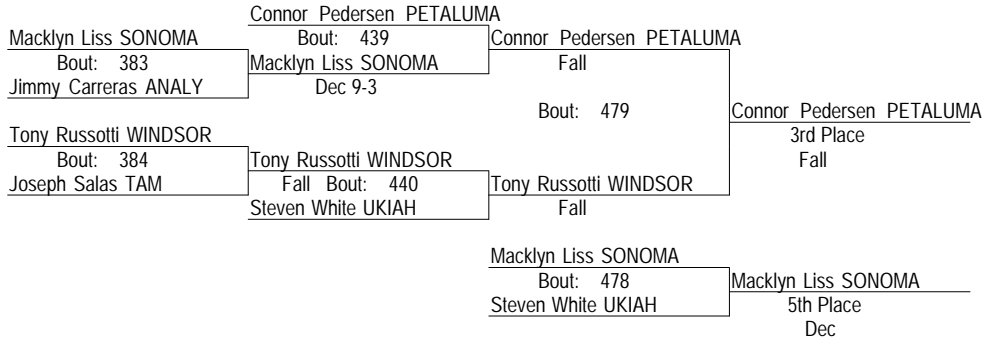 Connor Pedersen PETALUMA
Macklyn Liss SONOMA
Bout: 439
Connor Pedersen PETALUMA
Bout: 383
Macklyn Liss SONOMA
Fall
Jimmy Carreras ANALY
Dec 9-3
Bout: 479
Connor Pedersen PETALUMA
Tony Russotti WINDSOR
3rd Place
Bout: 384
Tony Russotti WINDSOR
Fall
Joseph Salas TAM
Fall Bout: 440
Tony Russotti WINDSOR
Steven White UKIAH
Fall
Macklyn Liss SONOMA
Bout: 478
Macklyn Liss SONOMA
Steven White UKIAH
5th Place
Dec